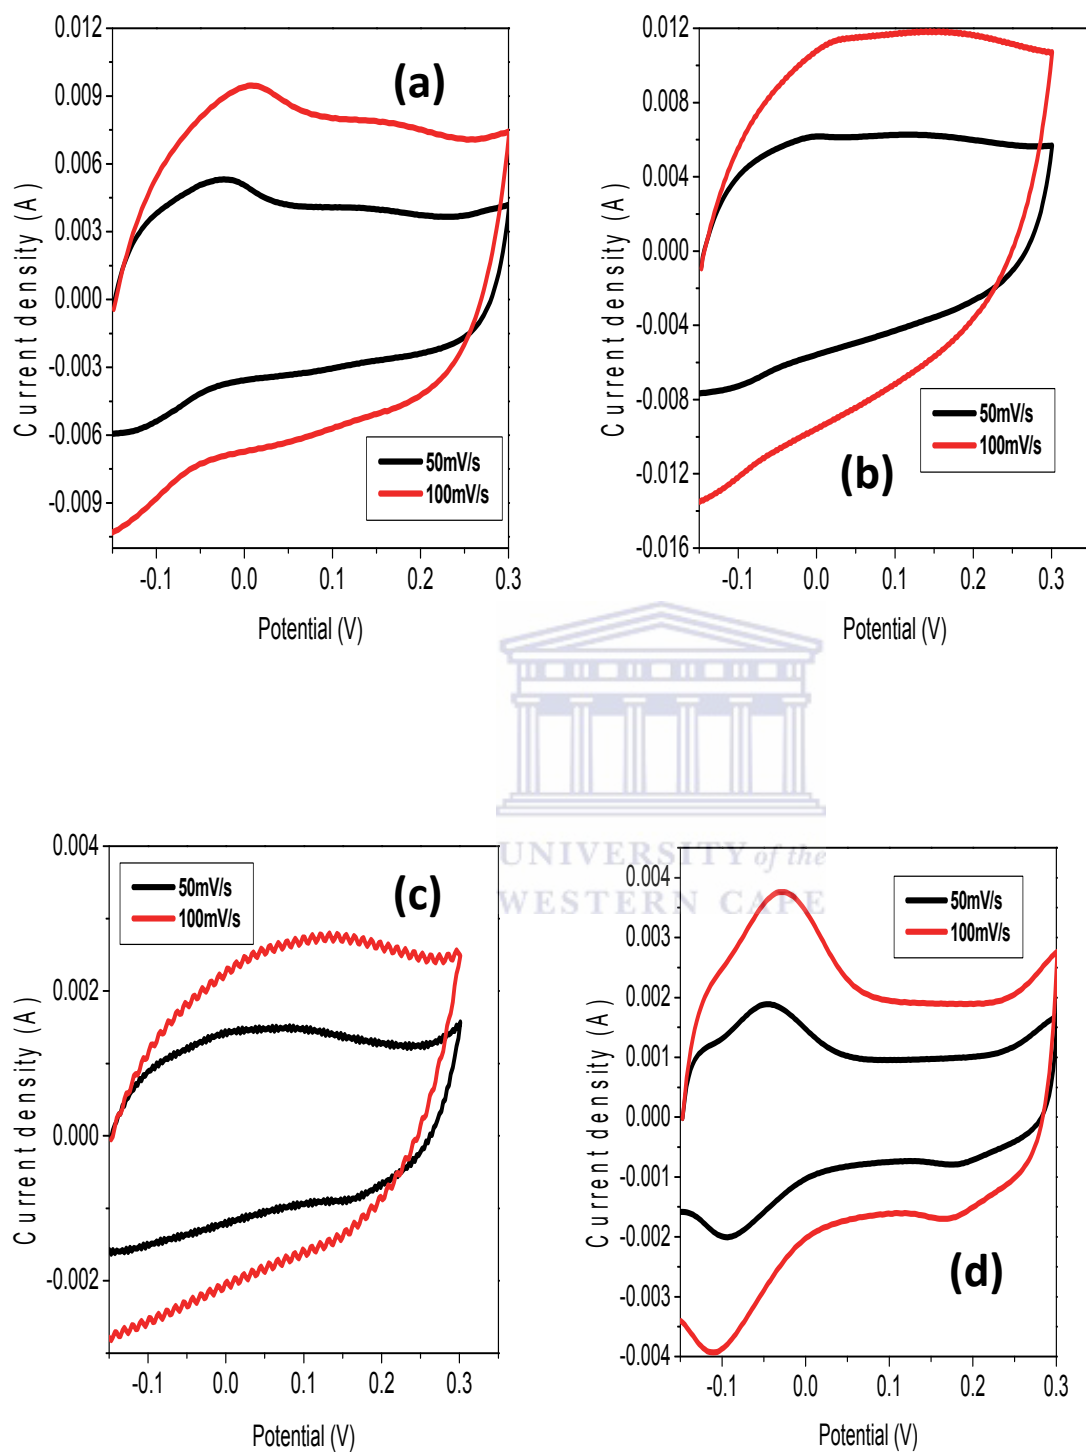 (a)
0.012
0.009
0.006
0.003
0.000
-0.003
-0.006
-0.009
Current density (A)
50mV/s
100mV/s
-0.1 0.0 0.1 0.2 0.3
Potential (V)
(b)
0.012
0.008
0.004
0.000
-0.004
-0.008
-0.012
-0.016
Current density (A)
50mV/s
100mV/s
-0.1 0.0 0.1 0.2 0.3
Potential (V)
UNIVERSITY of the
WESTERN CAPE
(c)
0.004
0.002
0.000
-0.002
Current density (A)
50mV/s
100mV/s
-0.1 0.0 0.1 0.2 0.3
Potential (V)
(d)
0.004
0.003
0.002
0.001
0.000
-0.001
-0.002
-0.003
-0.004
Current density (A)
50mV/s
100mV/s
-0.1 0.0 0.1 0.2 0.3
Potential (V)